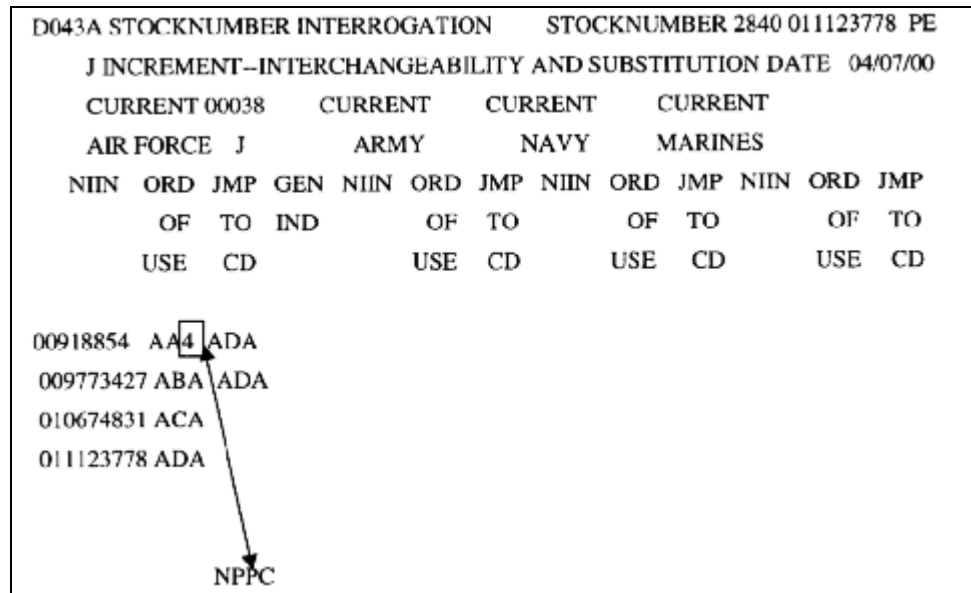 D043A STOCKNUMBER INTERROGATION STOCKNUMBER 2840 011123778 PE
J INCREMENT--INTERCHANGEABILITY AND SUBSTITUTION DATE 04/07/00
CURRENT 00038 CURRENT CURRENT CURRENT
AIR FORCE J ARMY NAVY MARINES
NIIN ORD JMP GEN NIIN ORD JMP NIIN ORD JMP NIIN ORD JMP
OF TO IND OF TO OF TO OF TO
USE CD USE CD USE CD USE CD
00918854 AA4 ADA
009773427 ABA ADA
010674831 ACA
011123778 ADA
NPPC